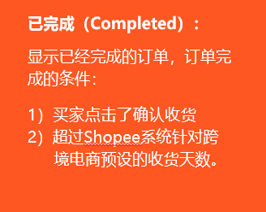 已完成（Completed）：
显示已经完成的订单，订单完
成的条件：
1）买家点击了确认收货
2）超过Shopee系统针对跨
境电商预设的收货天数。